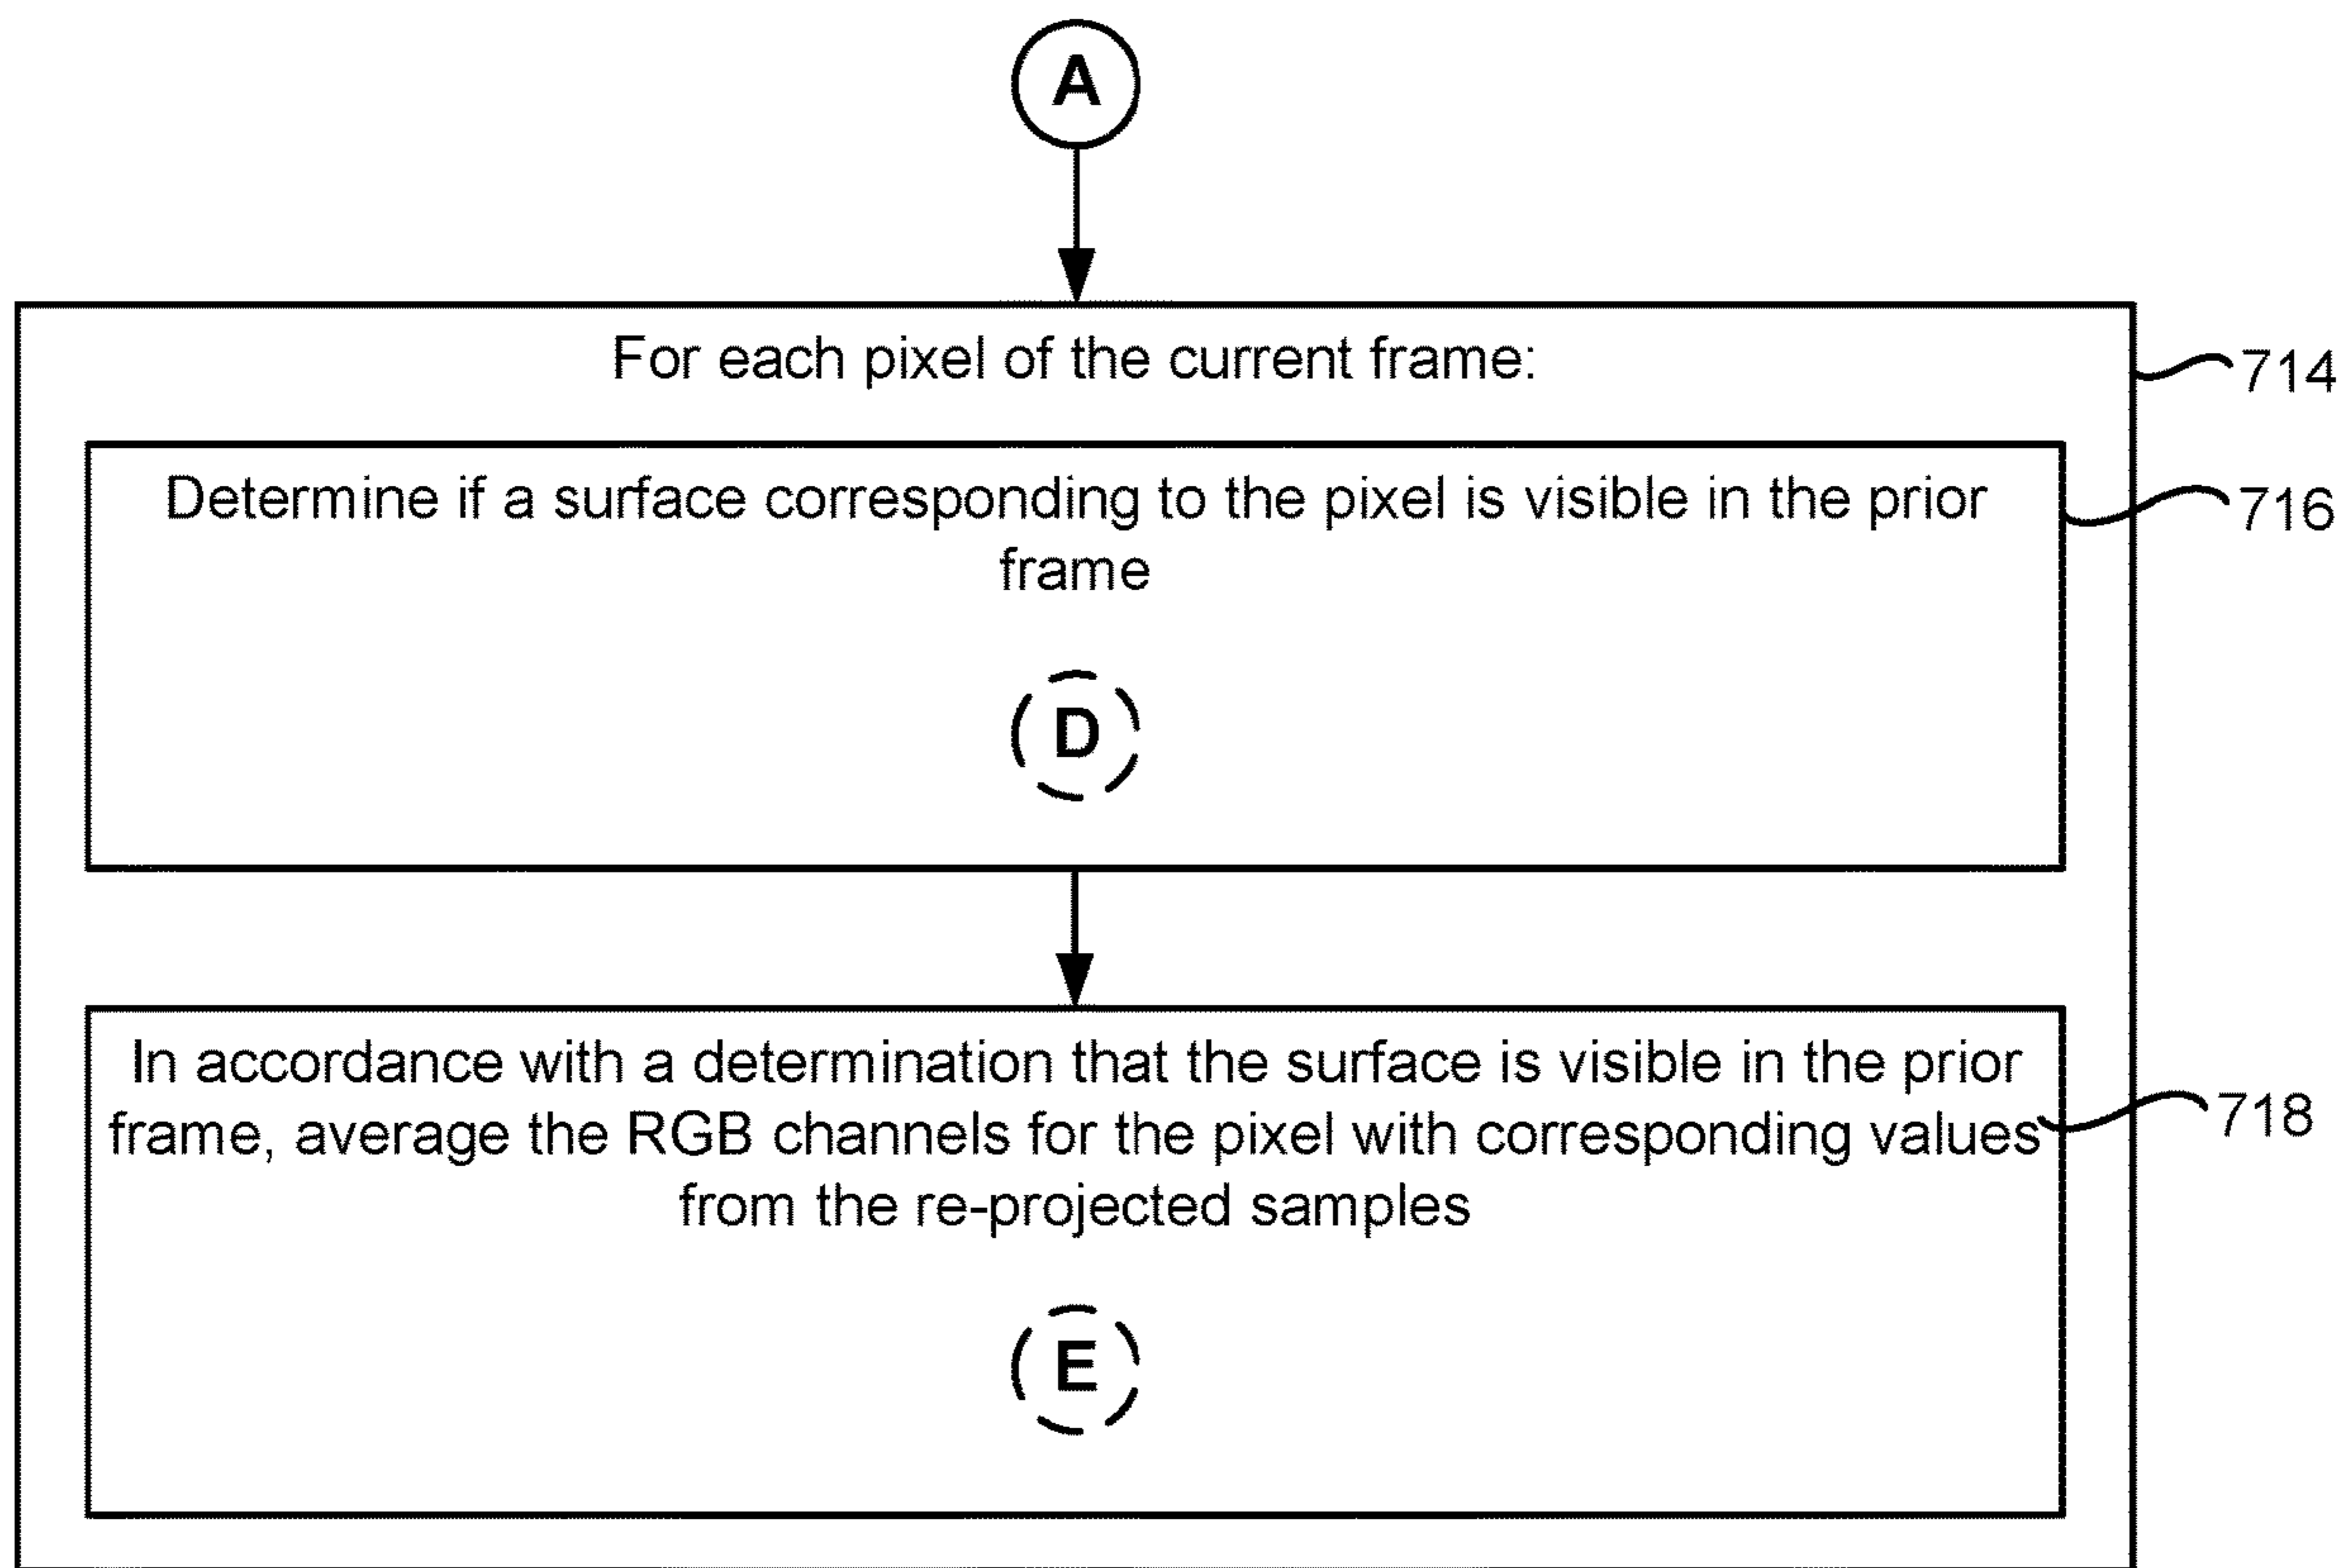 A
For each pixel of the current frame:
714
Determine if a surface corresponding to the pixel is visible in the prior
frame
716
D
In accordance with a determination that the surface is visible in the prior
frame, average the RGB channels for the pixel with corresponding values
from the re-projected samples
718
E